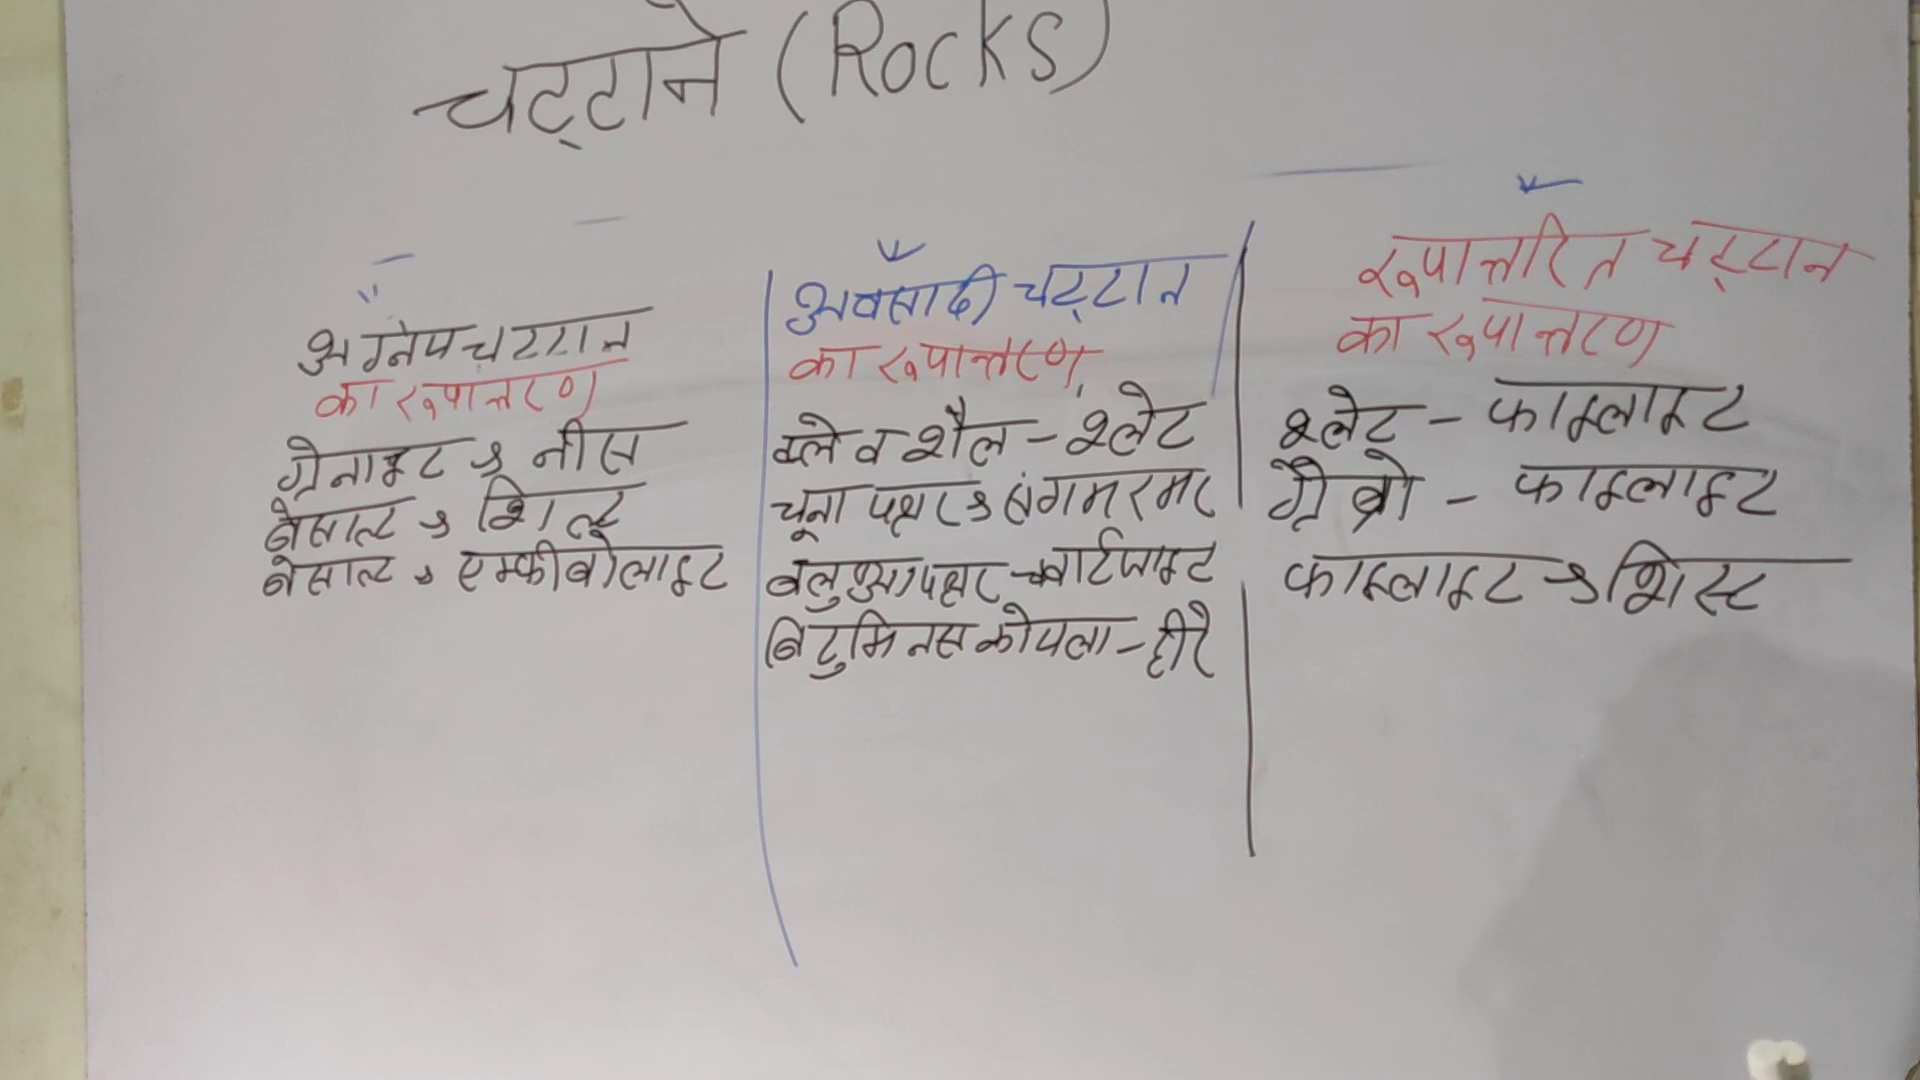 चट्टाने (Rocks)
अग्नेय चटटान
का रूपान्तरण
ग्रेनाइट → नीस
बेसाल्ट → शिल्ट
बेसाल्ट → एम्फीबोलाइट
अवसादी चट्टान
का रूपान्तरण
क्ले व शैल - श्लेट
चूना पत्थर → संगमरमर
बलुआ पत्थर → क्वार्टजाइट
बिटुमिनस कोयला - हीरे
रूपान्तरित चट्टान
का रूपान्तरण
श्लेट - फाइलाइट
ग्रैब्रो - फाइलाइट
फाइलाइट → शिस्ट